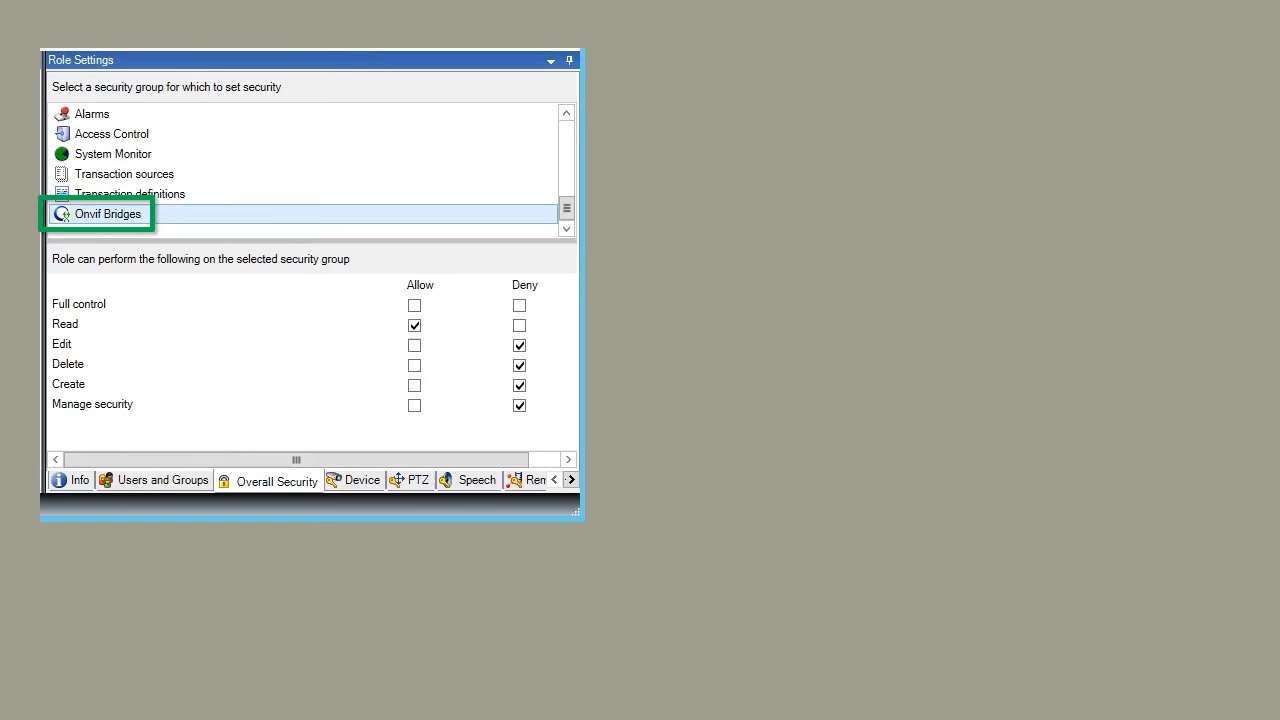 Role Settings
Select a security group for which to set security
Alarms
Access Control
System Monitor
Transaction sources
Transaction definitions
Onvif Bridges
Role can perform the following on the selected security group
Allow Deny
Full control
Read
Edit
Delete
Create
Manage security
Info Users and Groups Overall Security Device PTZ Speech Rem